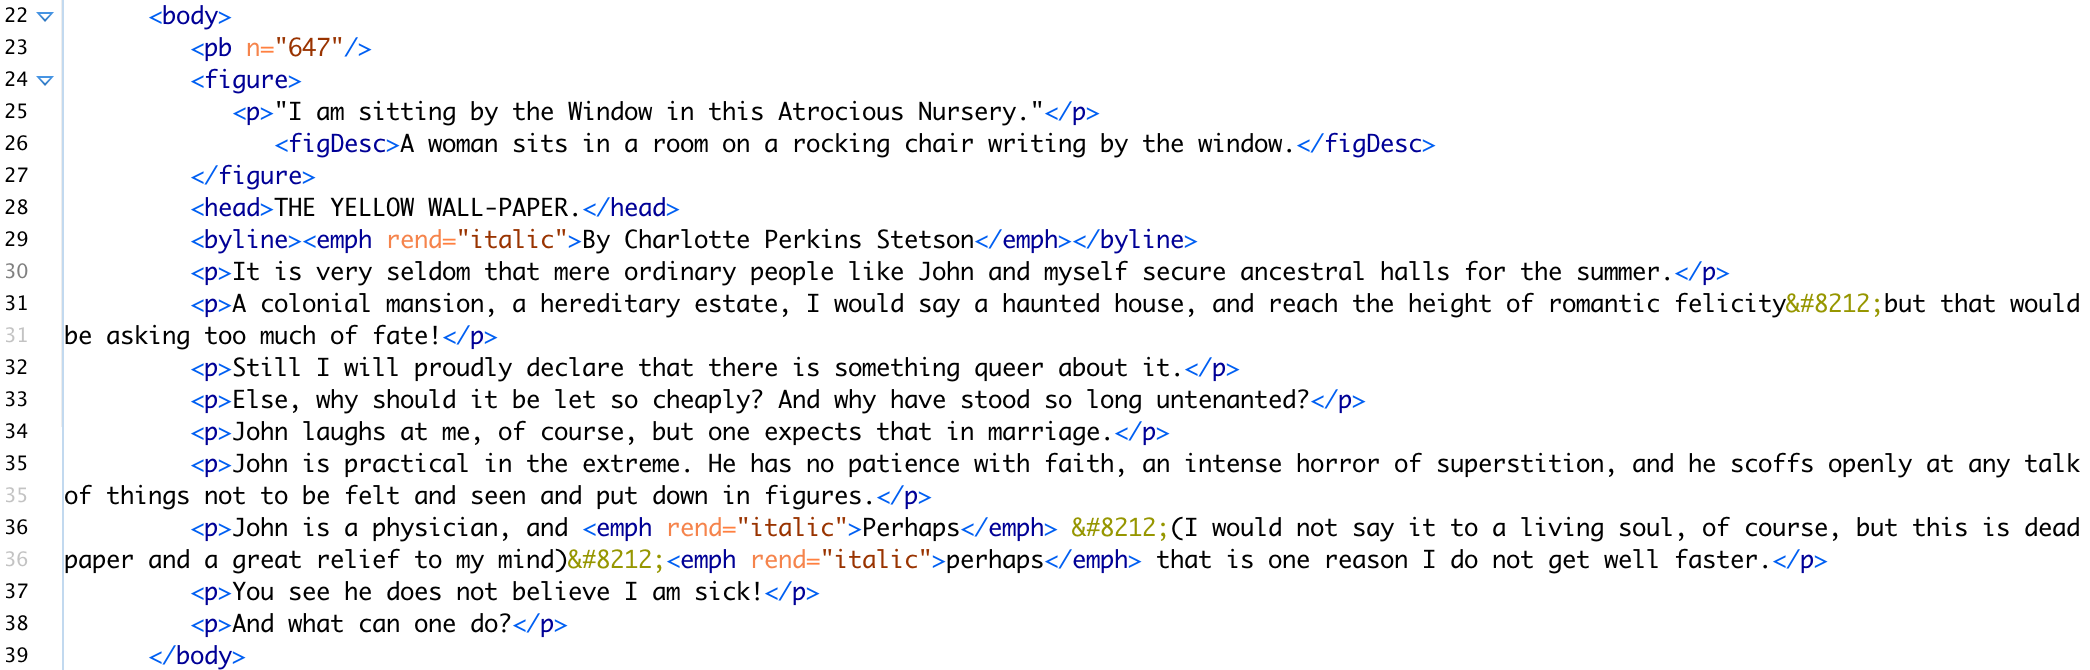 22 <body>
23 <pb n="647"/>
24 <figure>
25 <p>"I am sitting by the Window in this Atrocious Nursery."</p>
26 <figDesc>A woman sits in a room on a rocking chair writing by the window.</figDesc>
27 </figure>
28 <head>THE YELLOW WALL-PAPER.</head>
29 <byline><emph rend="italic">By Charlotte Perkins Stetson</emph></byline>
30 <p>It is very seldom that mere ordinary people like John and myself secure ancestral halls for the summer.</p>
31 <p>A colonial mansion, a hereditary estate, I would say a haunted house, and reach the height of romantic felicity&#8212;but that would
31 be asking too much of fate!</p>
32 <p>Still I will proudly declare that there is something queer about it.</p>
33 <p>Else, why should it be let so cheaply? And why have stood so long untenanted?</p>
34 <p>John laughs at me, of course, but one expects that in marriage.</p>
35 <p>John is practical in the extreme. He has no patience with faith, an intense horror of superstition, and he scoffs openly at any talk
35 of things not to be felt and seen and put down in figures.</p>
36 <p>John is a physician, and <emph rend="italic">Perhaps</emph> &#8212;(I would not say it to a living soul, of course, but this is dead
36 paper and a great relief to my mind)&#8212;<emph rend="italic">perhaps</emph> that is one reason I do not get well faster.</p>
37 <p>You see he does not believe I am sick!</p>
38 <p>And what can one do?</p>
39 </body>